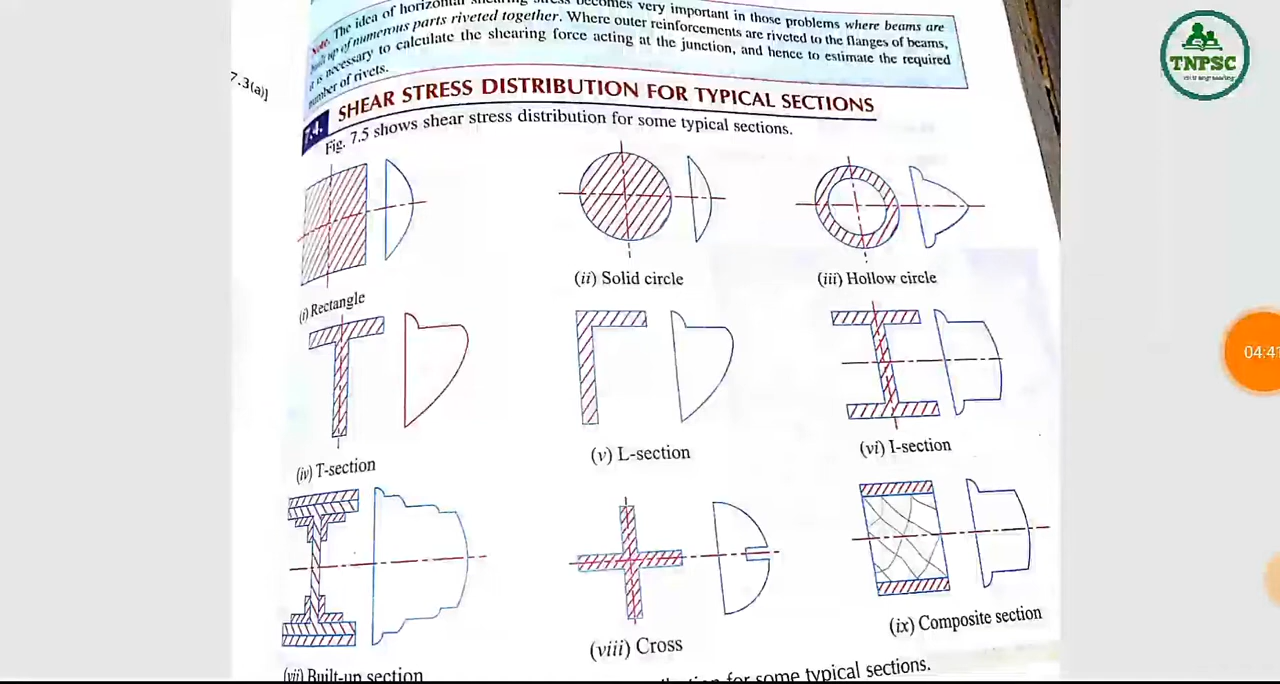 Note. The idea of horizontal shearing stress becomes very important in those problems where beams are
built up of numerous parts riveted together. Where outer reinforcements are riveted to the flanges of beams,
it is necessary to calculate the shearing force acting at the junction, and hence to estimate the required
number of rivets.
7.3(a)]
7.4. SHEAR STRESS DISTRIBUTION FOR TYPICAL SECTIONS
Fig. 7.5 shows shear stress distribution for some typical sections.
(i) Rectangle
(ii) Solid circle
(iii) Hollow circle
(iv) T-section
(v) L-section
(vi) I-section
(vii) Built-up section
(viii) Cross
(ix) Composite section
for some typical sections.
TNPSC
04:41